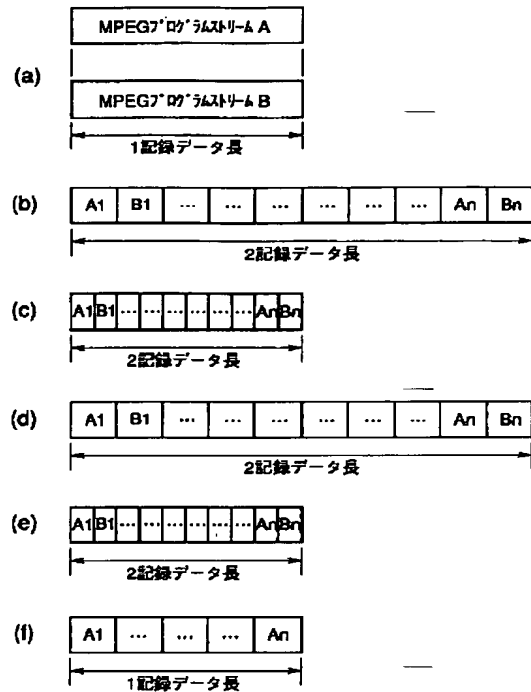 MPEGﾌﾟﾛｸﾞﾗﾑｽﾄﾘｰﾑ A
(a)
MPEGﾌﾟﾛｸﾞﾗﾑｽﾄﾘｰﾑ B
1記録データ長
(b) A1 B1 ... ... ... ... ... ... An Bn
2記録データ長
(c) A1 B1 ... ... ... ... ... ... An Bn
2記録データ長
(d) A1 B1 ... ... ... ... ... ... An Bn
2記録データ長
(e) A1 B1 ... ... ... ... ... ... An Bn
2記録データ長
(f) A1 ... ... ... An
1記録データ長